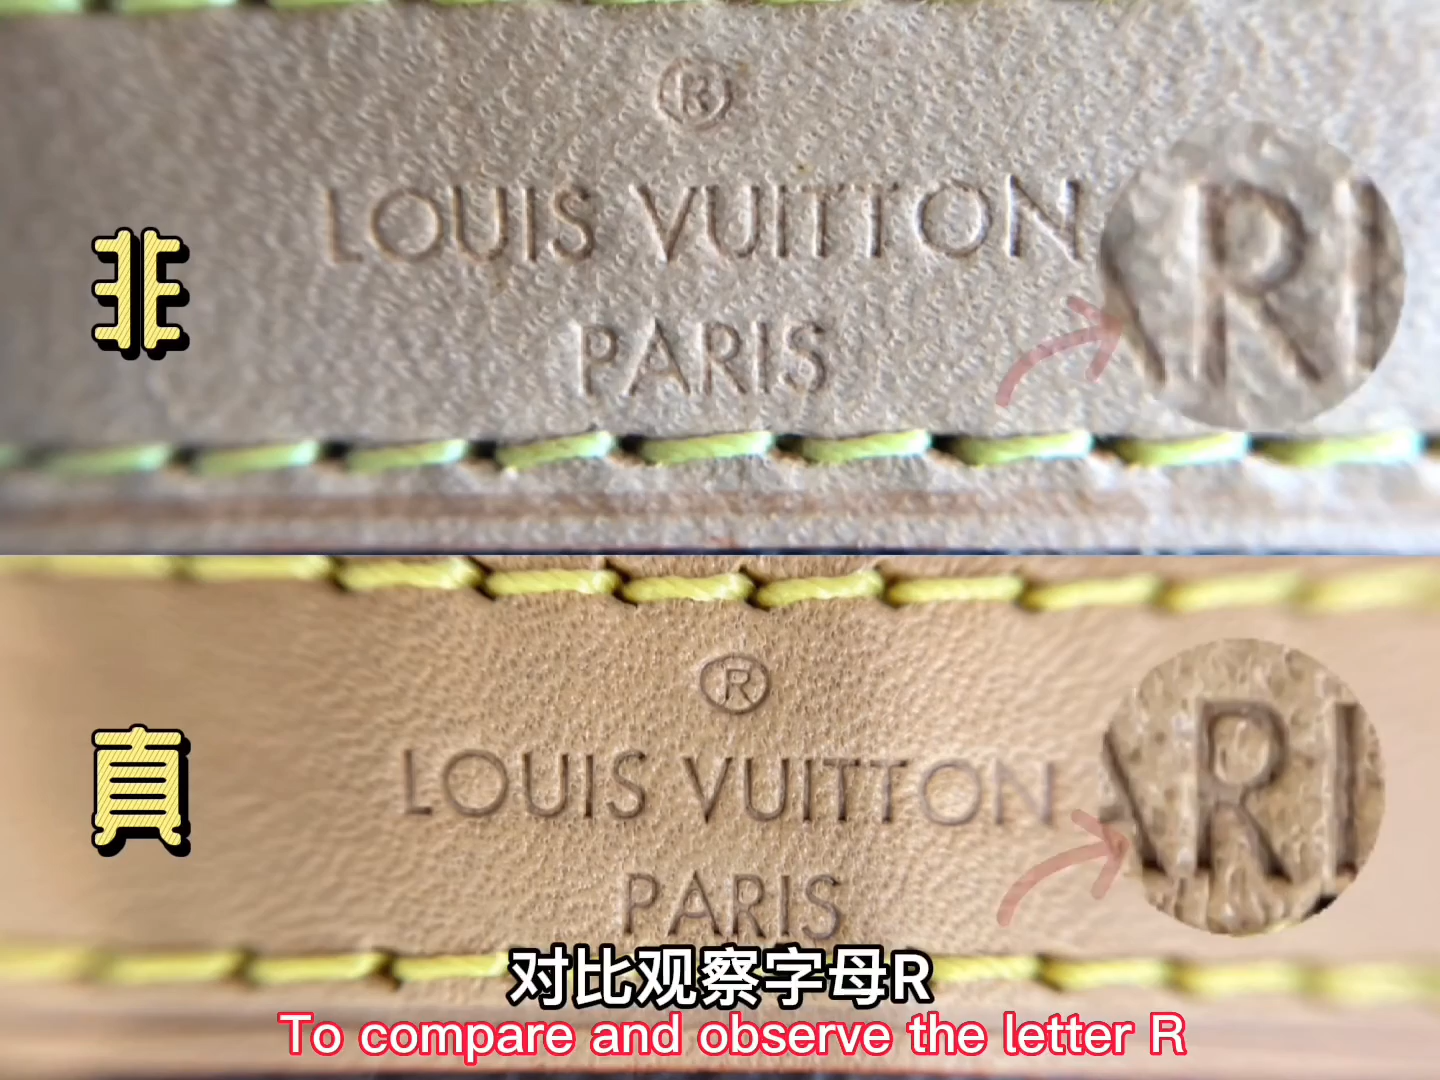 ®
LOUIS VUITTON
PARIS
RI
非
®
LOUIS VUITTON
PARIS
RI
真
对比观察字母R
To compare and observe the letter R